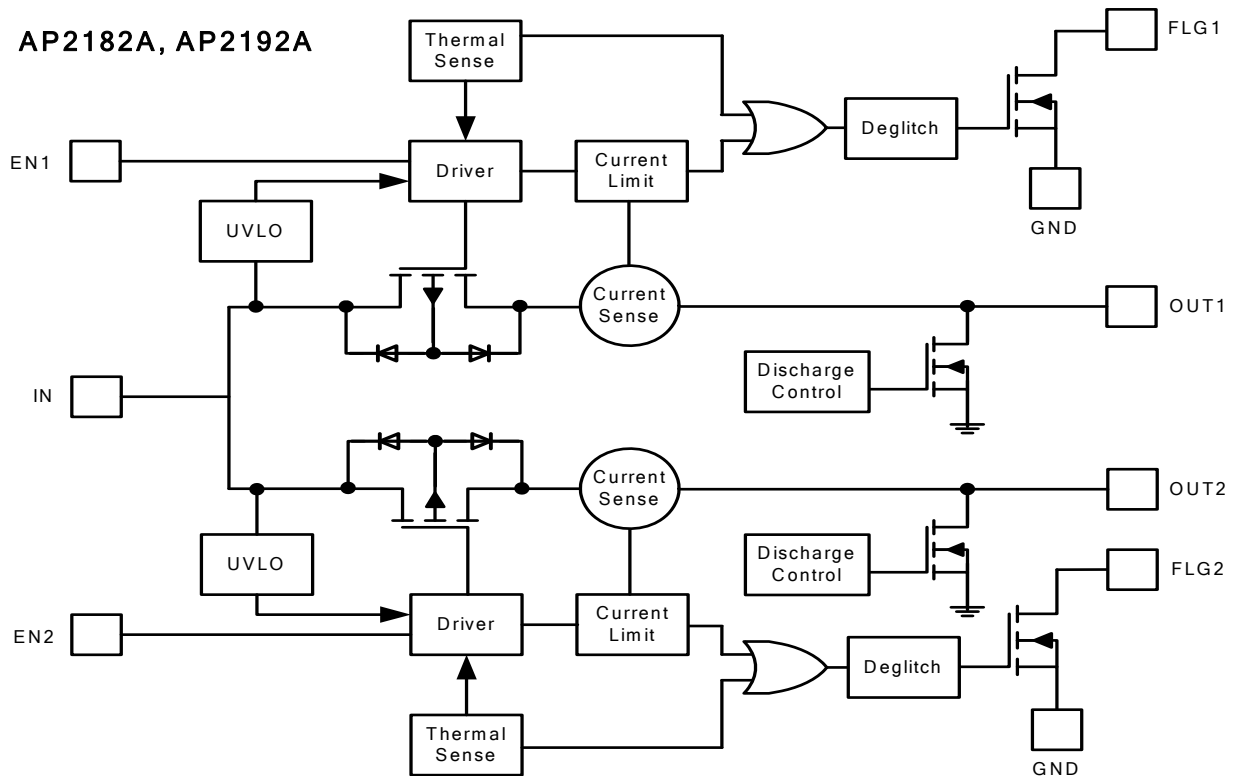 AP2182A, AP2192A
Thermal
Sense
FLG1
EN1
Driver
Current
Limit
Deglitch
GND
UVLO
Current
Sense
OUT1
Discharge
Control
IN
Current
Sense
OUT2
UVLO
Discharge
Control
FLG2
EN2
Driver
Current
Limit
Deglitch
Thermal
Sense
GND